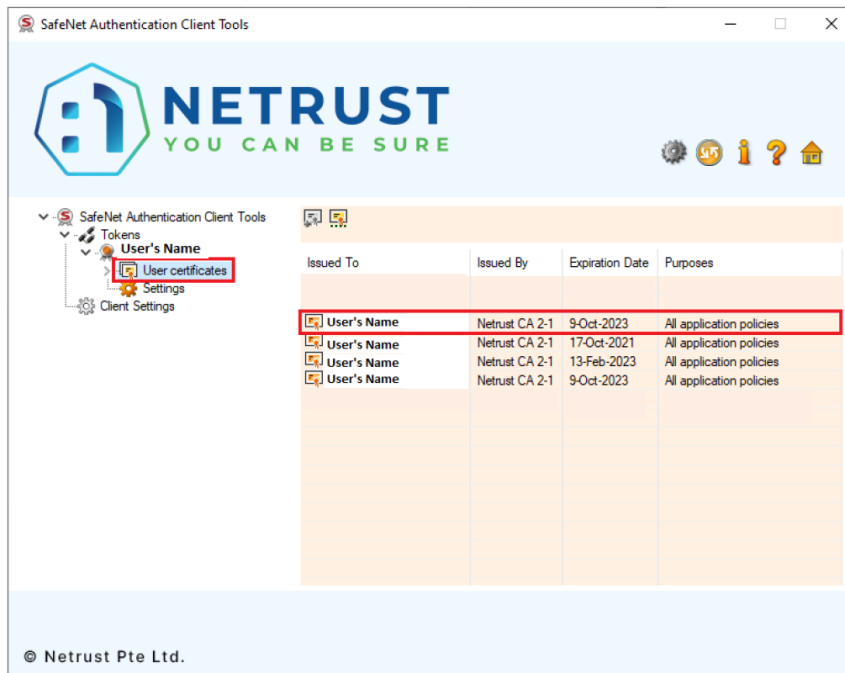 SafeNet Authentication Client Tools
NETRUST
YOU CAN BE SURE
SafeNet Authentication Client Tools
Tokens
User's Name
User certificates
Settings
Client Settings
Issued To Issued By Expiration Date Purposes
User's Name Netrust CA 2-1 9-Oct-2023 All application policies
User's Name Netrust CA 2-1 17-Oct-2021 All application policies
User's Name Netrust CA 2-1 13-Feb-2023 All application policies
User's Name Netrust CA 2-1 9-Oct-2023 All application policies
© Netrust Pte Ltd.